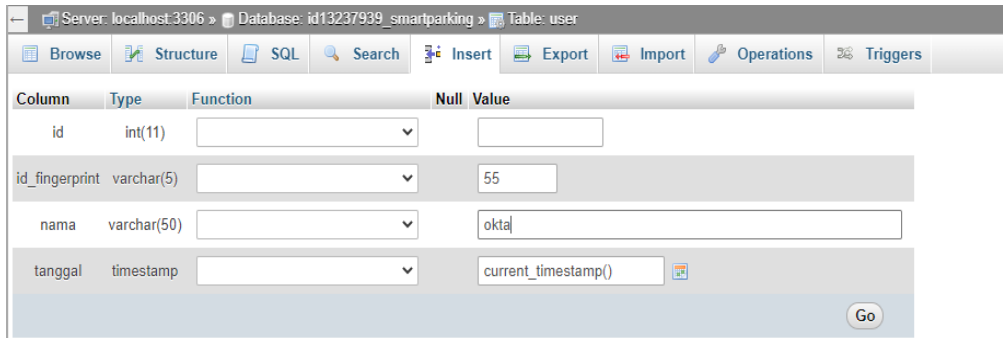 ← Server: localhost:3306 » Database: id13237939_smartparking » Table: user
Browse Structure SQL Search Insert Export Import Operations Triggers
Column Type Function Null Value
id int(11)
id_fingerprint varchar(5) 55
nama varchar(50) okta
tanggal timestamp current_timestamp()
Go